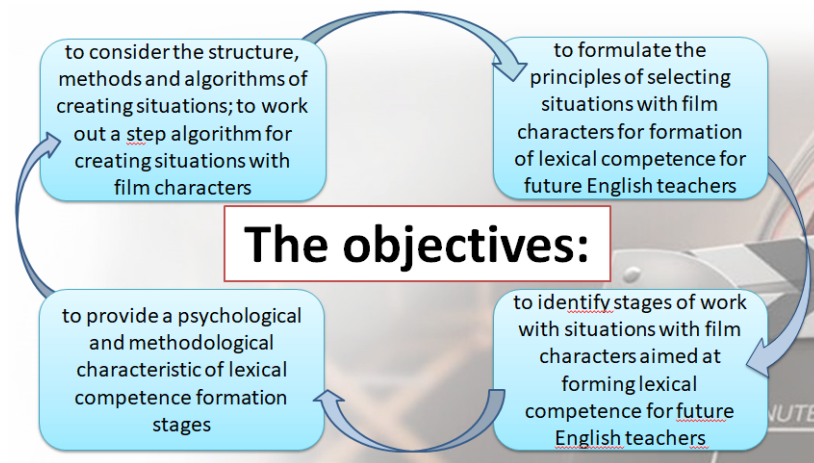 to consider the structure,
methods and algorithms of
creating situations; to work
out a step algorithm for
creating situations with
film characters
to formulate the
principles of selecting
situations with film
characters for formation
of lexical competence for
future English teachers
The objectives:
to provide a psychological
and methodological
characteristic of lexical
competence formation
stages
to identify stages of work
with situations with film
characters aimed at
forming lexical
competence for future
English teachers